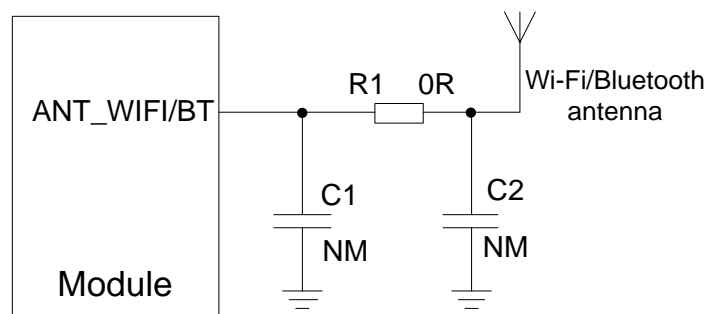 R1 0R
Wi-Fi/Bluetooth
antenna
ANT_WIFI/BT
C1
C2
NM
NM
Module